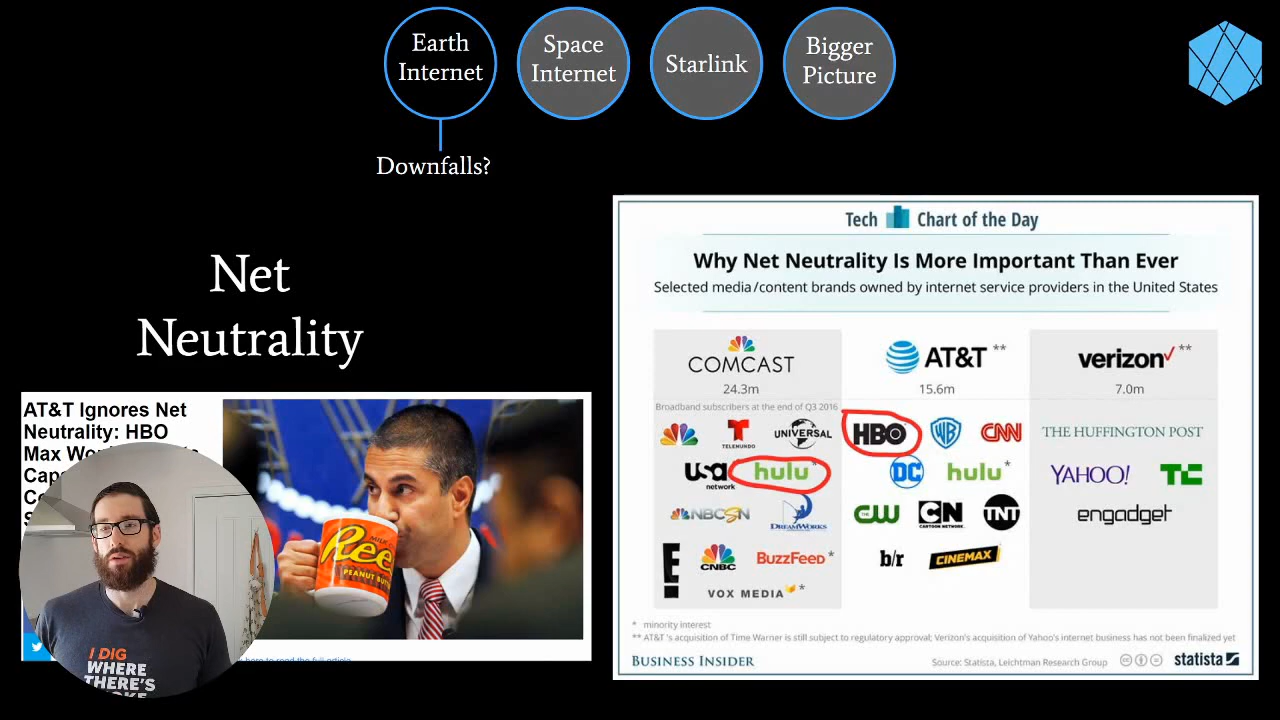 Earth
Internet
Space
Internet
Starlink
Bigger
Picture
Downfalls?
Net
Neutrality
AT&T Ignores Net
Neutrality: HBO
Max
MILK
Ree
PEANUT BU
I DIG
WHERE
THERE'S
Tech Chart of the Day
Why Net Neutrality Is More Important Than Ever
Selected media/content brands owned by internet service providers in the United States
COMCAST
24.3m
AT&T **
15.6m
verizon **
7.0m
Broadband subscribers at the end of Q3 2016
TELEMUNDO
UNIVERSAL
HBO
WB
CNN
THE HUFFINGTON POST
usa
network
hulu *
DC
hulu *
YAHOO!
TC
NBCSN
DREAMWORKS
THE CW
CN
CARTOON NETWORK
TNT
engadget
E
CNBC
BuzzFeed *
b/r
CINEMAX
VOX MEDIA *
* minority interest
** AT&T 's acquisition of Time Warner is still subject to regulatory approval; Verizon's acquisition of Yahoo's internet business has not been finalized yet
BUSINESS INSIDER
Source: Statista, Leichtman Research Group
statista